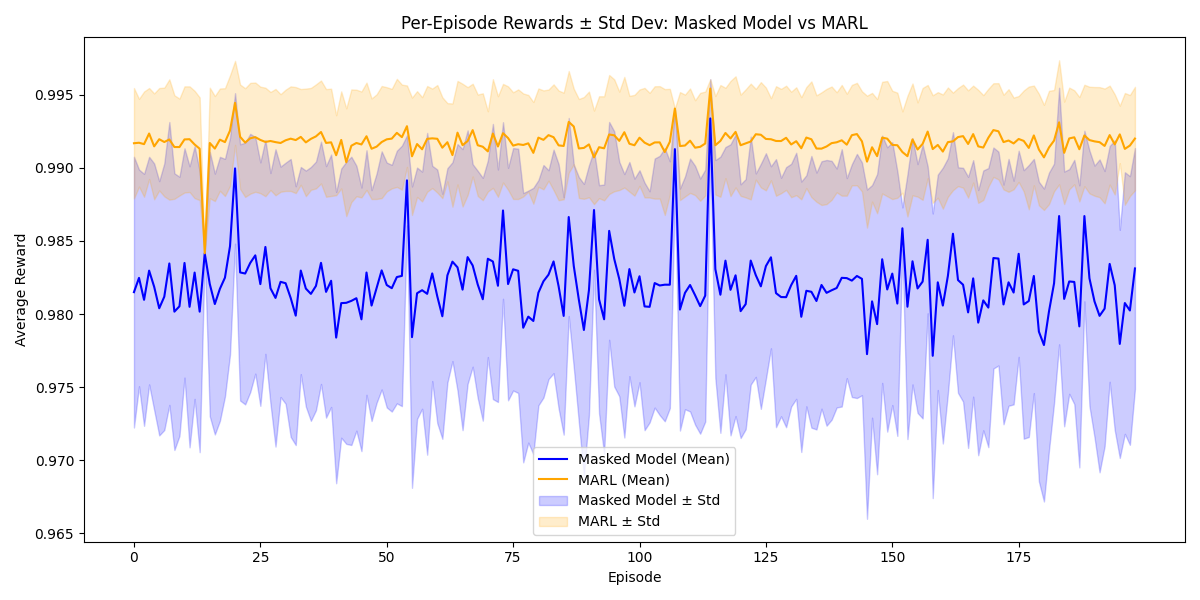 Per-Episode Rewards ± Std Dev: Masked Model vs MARL
Average Reward
0.995
0.990
0.985
0.980
0.975
0.970
0.965
Masked Model (Mean)
MARL (Mean)
Masked Model ± Std
MARL ± Std
0 25 50 75 100 125 150 175
Episode